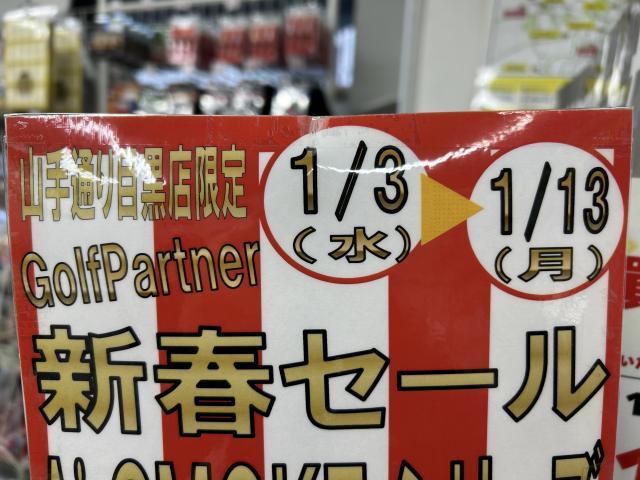 山手通り目黒店限定
GolfPartner
1/3
(水)
1/13
(月)
新春セール